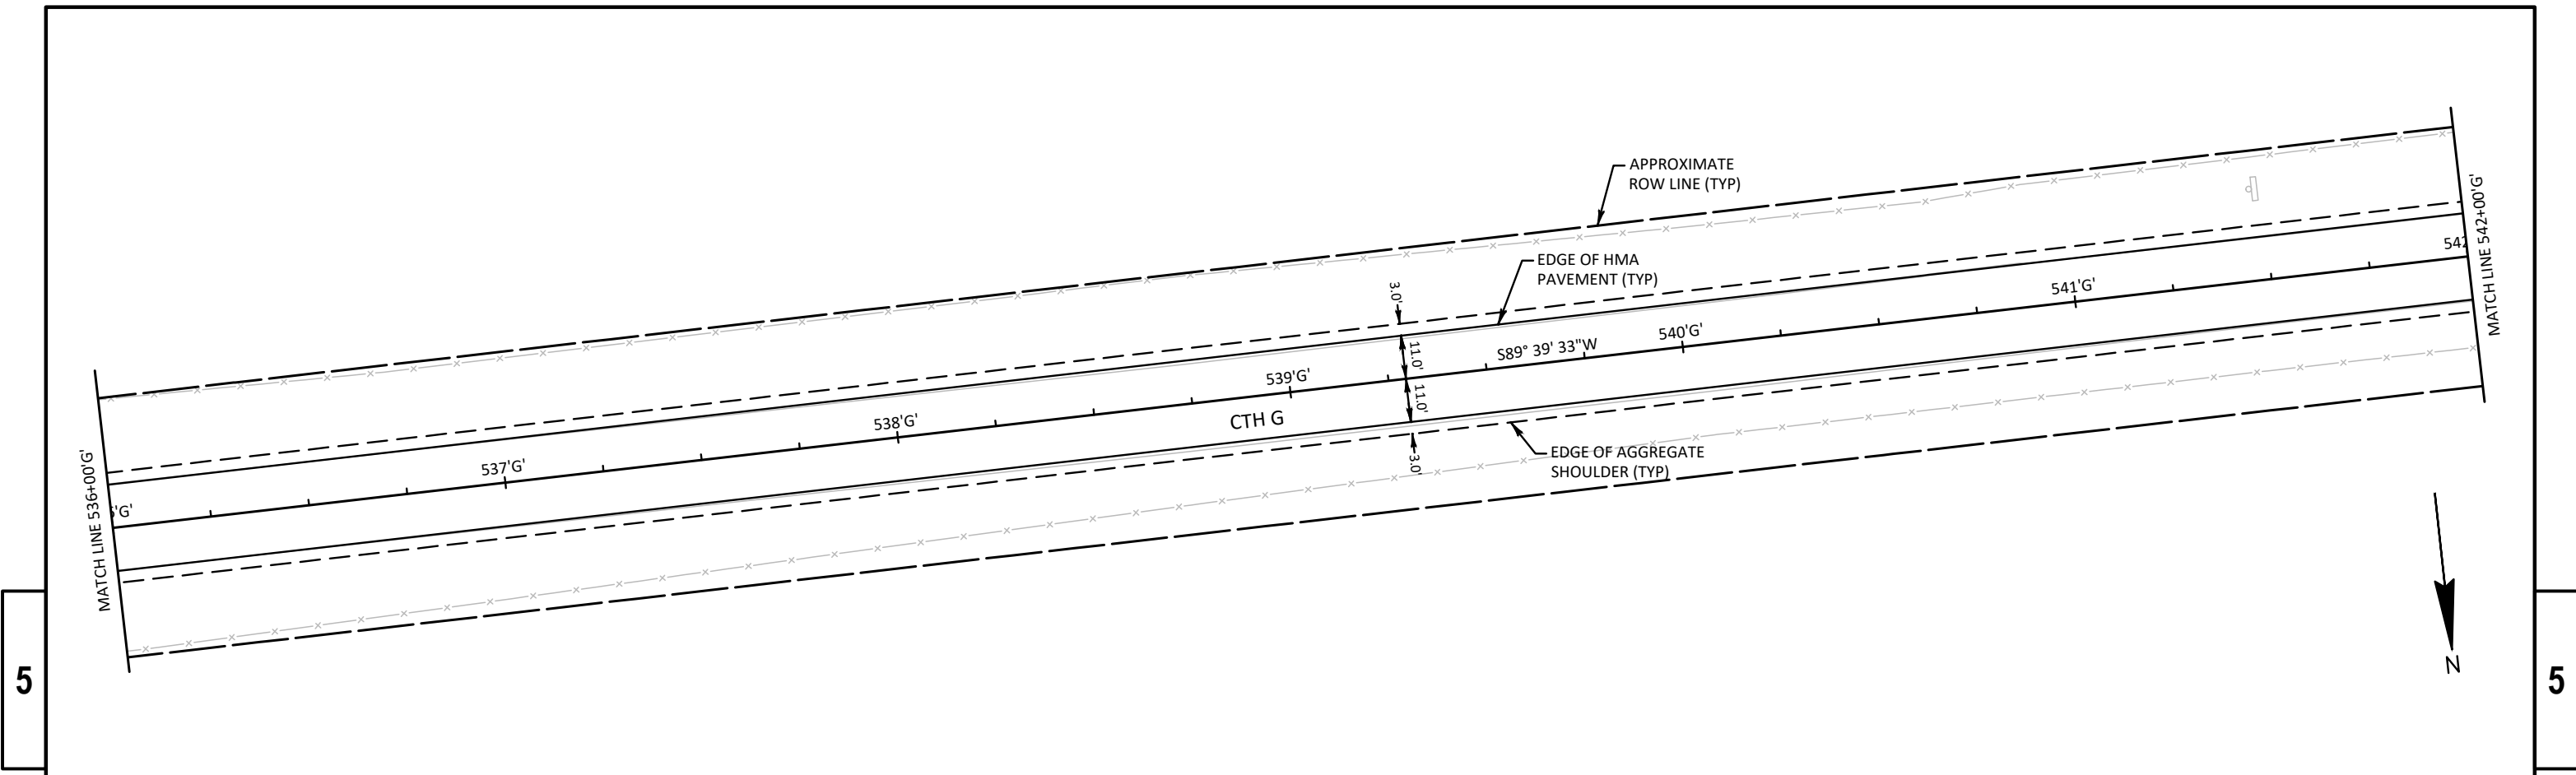 APPROXIMATE
ROW LINE (TYP)
MATCH LINE 542+00'G'
542
EDGE OF HMA
PAVEMENT (TYP)
3.0'
541'G'
11.0'
S89° 39' 33"W
540'G'
539'G'
11.0'
CTH G
538'G'
3.0'
EDGE OF AGGREGATE
SHOULDER (TYP)
537'G'
MATCH LINE 536+00'G'
'G'
N
5
5